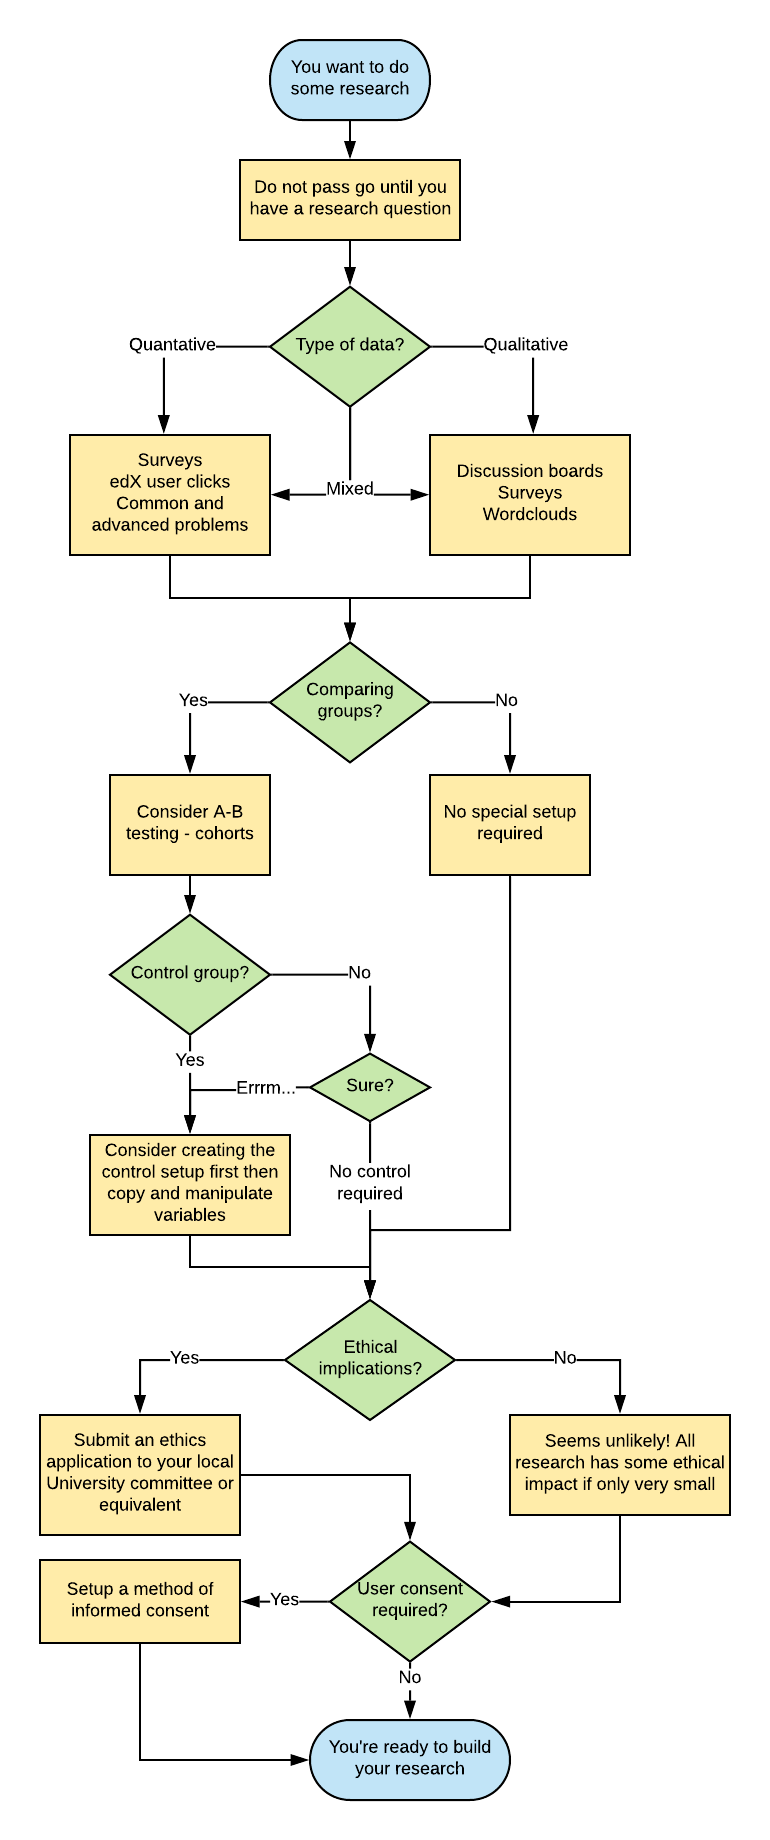 You want to do
some research
Do not pass go until you
have a research question
Type of data?
Quantative
Qualitative
Surveys
edX user clicks
Common and
advanced problems
Mixed
Discussion boards
Surveys
Wordclouds
Comparing
groups?
Yes
No
Consider A-B
testing - cohorts
No special setup
required
Control group?
No
Yes
Errrm...
Sure?
Consider creating the
control setup first then
copy and manipulate
variables
No control
required
Ethical
implications?
Yes
No
Submit an ethics
application to your local
University committee or
equivalent
Seems unlikely! All
research has some ethical
impact if only very small
User consent
required?
Yes
Setup a method of
informed consent
No
You're ready to build
your research